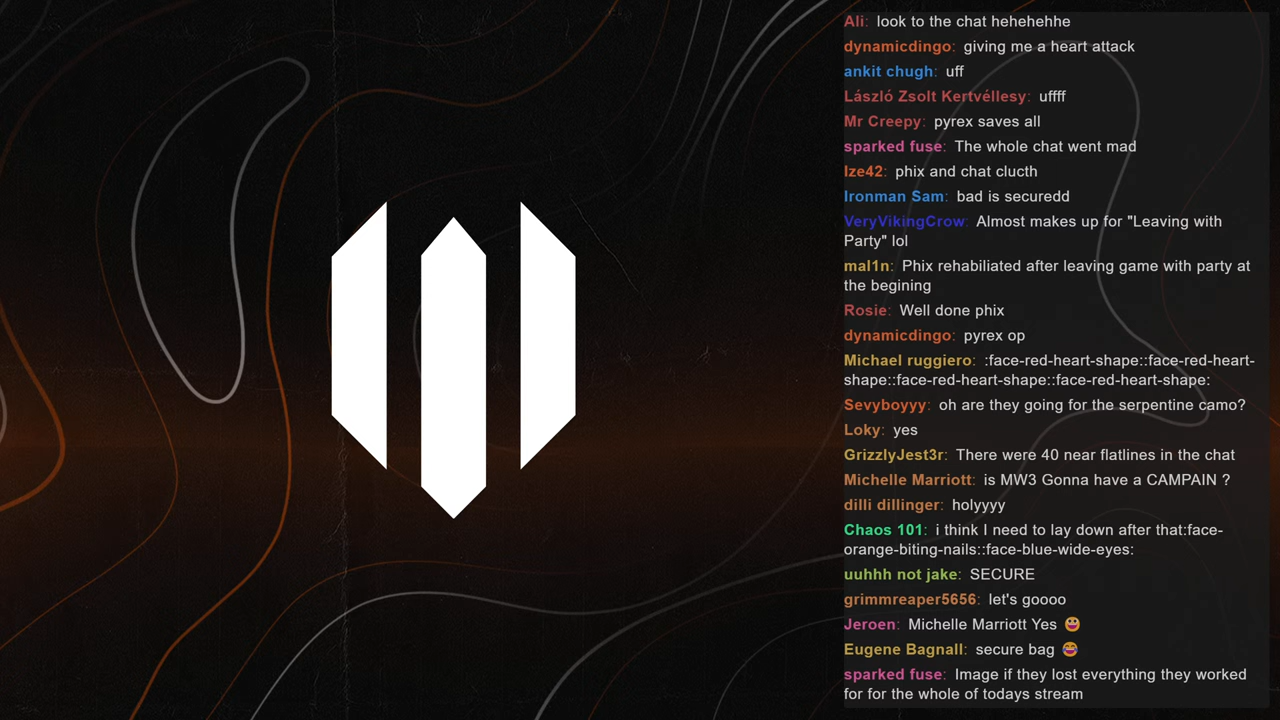 Ali: look to the chat hehehehhe
dynamicdingo: giving me a heart attack
ankit chugh: uff
László Zsolt Kertvéllesy: uffff
Mr Creepy: pyrex saves all
sparked fuse: The whole chat went mad
lze42: phix and chat clucth
Ironman Sam: bad is securedd
VeryVikingCrow: Almost makes up for "Leaving with
Party" lol
mal1n: Phix rehabiliated after leaving game with party at
the begining
Rosie: Well done phix
dynamicdingo: pyrex op
Michael ruggiero: :face-red-heart-shape::face-red-heart-
shape::face-red-heart-shape::face-red-heart-shape:
Sevyboyyy: oh are they going for the serpentine camo?
Loky: yes
GrizzlyJest3r: There were 40 near flatlines in the chat
Michelle Marriott: is MW3 Gonna have a CAMPAIN ?
dilli dillinger: holyyyy
Chaos 101: i think I need to lay down after that:face-
orange-biting-nails::face-blue-wide-eyes:
uuhhh not jake: SECURE
grimmreaper5656: let's goooo
Jeroen: Michelle Marriott Yes 😀
Eugene Bagnall: secure bag 😂
sparked fuse: Image if they lost everything they worked
for for the whole of todays stream